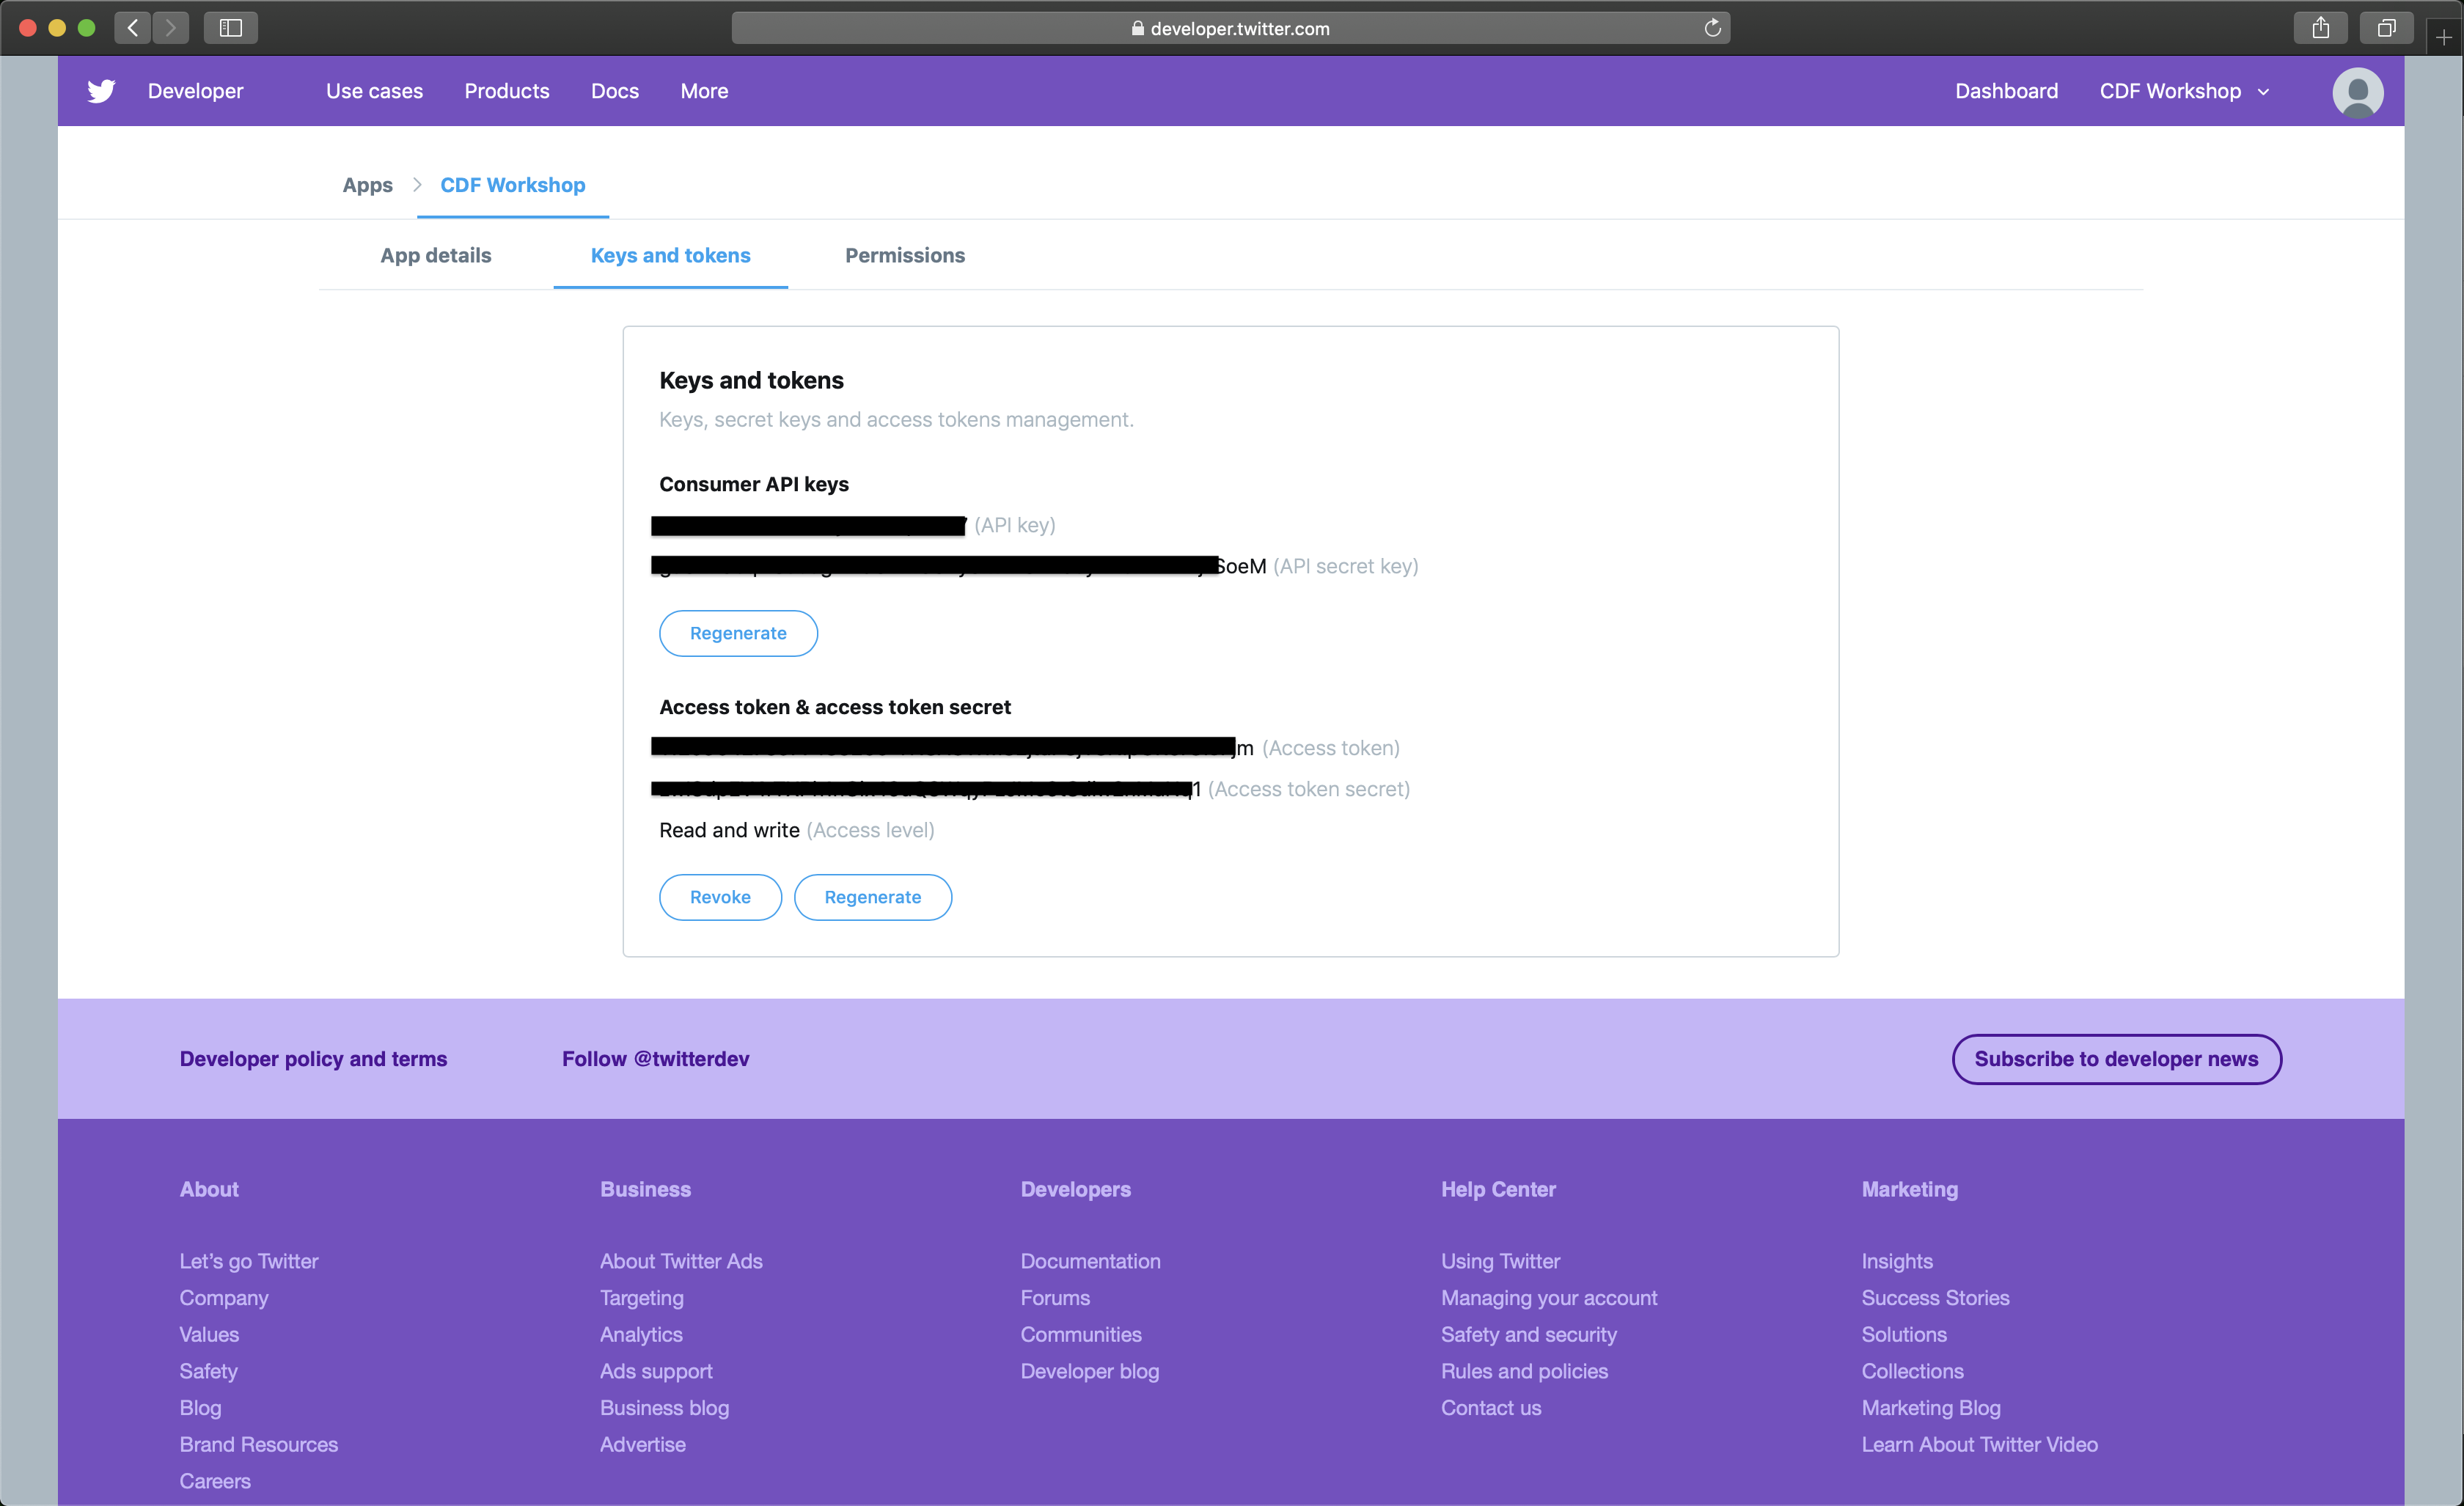 developer.twitter.com
Developer Use cases Products Docs More Dashboard CDF Workshop
Apps CDF Workshop
App details Keys and tokens Permissions
Keys and tokens
Keys, secret keys and access tokens management.
Consumer API keys
(API key)
(API secret key)
Regenerate
Access token & access token secret
(Access token)
(Access token secret)
Read and write (Access level)
Revoke Regenerate
Developer policy and terms Follow @twitterdev Subscribe to developer news
About Business Developers Help Center Marketing
Let's go Twitter About Twitter Ads Documentation Using Twitter Insights
Company Targeting Forums Managing your account Success Stories
Values Analytics Communities Safety and security Solutions
Safety Ads support Developer blog Rules and policies Collections
Blog Business blog Contact us Marketing Blog
Brand Resources Advertise Learn About Twitter Video
Careers